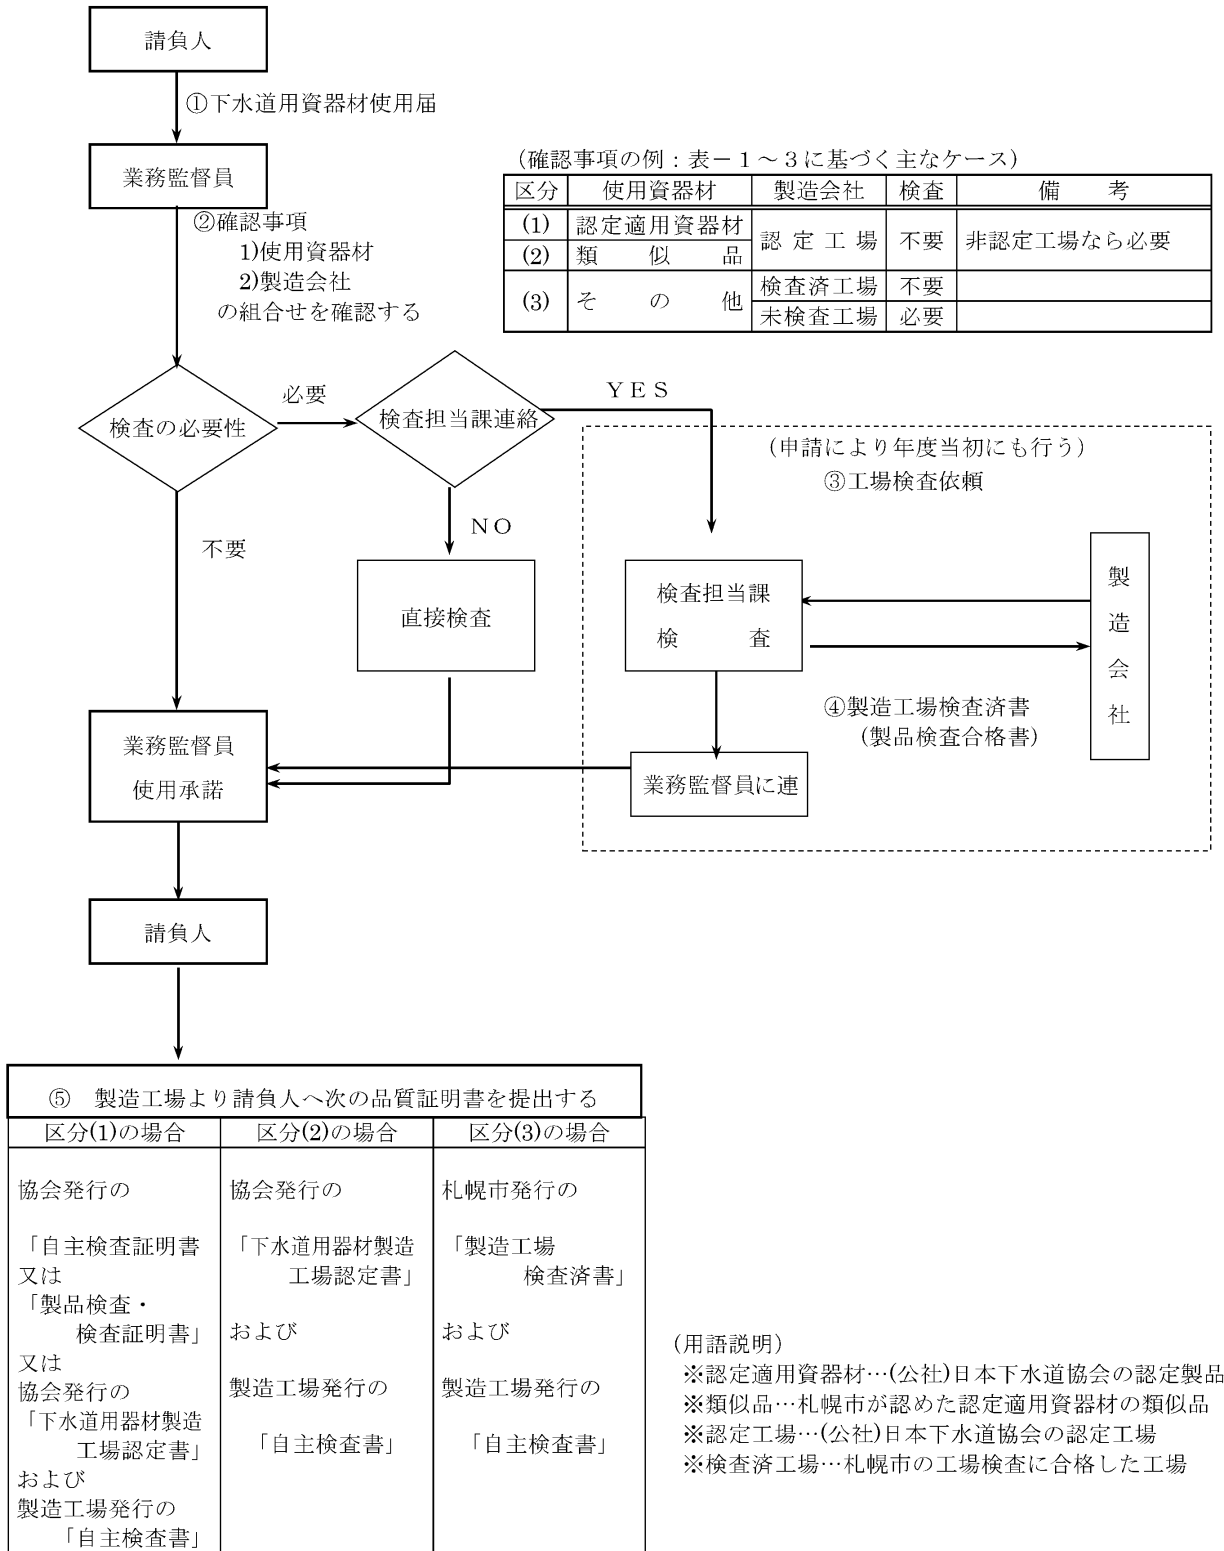 請負人
①下水道用資器材使用届
業務監督員
②確認事項
1)使用資器材
2)製造会社
の組合せを確認する
(確認事項の例：表－１～３に基づく主なケース)
区分 使用資器材 製造会社 検査 備 考
(1) 認定適用資器材 認定工場 不要 非認定工場なら必要
(2) 類似品
(3) その他 検査済工場 不要
未検査工場 必要
検査の必要性
必要
検査担当課連絡
ＹＥＳ
ＮＯ
不要
直接検査
(申請により年度当初にも行う)
③工場検査依頼
検査担当課
検 査
製造会社
④製造工場検査済書
(製品検査合格書)
業務監督員に連
業務監督員
使用承諾
請負人
⑤ 製造工場より請負人へ次の品質証明書を提出する
区分(1)の場合
協会発行の
「自主検査証明書
又は
「製品検査・
検査証明書」
又は
協会発行の
「下水道用器材製造
工場認定書」
および
製造工場発行の
「自主検査書」
区分(2)の場合
協会発行の
「下水道用器材製造
工場認定書」
および
製造工場発行の
「自主検査書」
区分(3)の場合
札幌市発行の
「製造工場
検査済書」
および
製造工場発行の
「自主検査書」
(用語説明)
※認定適用資器材…(公社)日本下水道協会の認定製品
※類似品…札幌市が認めた認定適用資器材の類似品
※認定工場…(公社)日本下水道協会の認定工場
※検査済工場…札幌市の工場検査に合格した工場